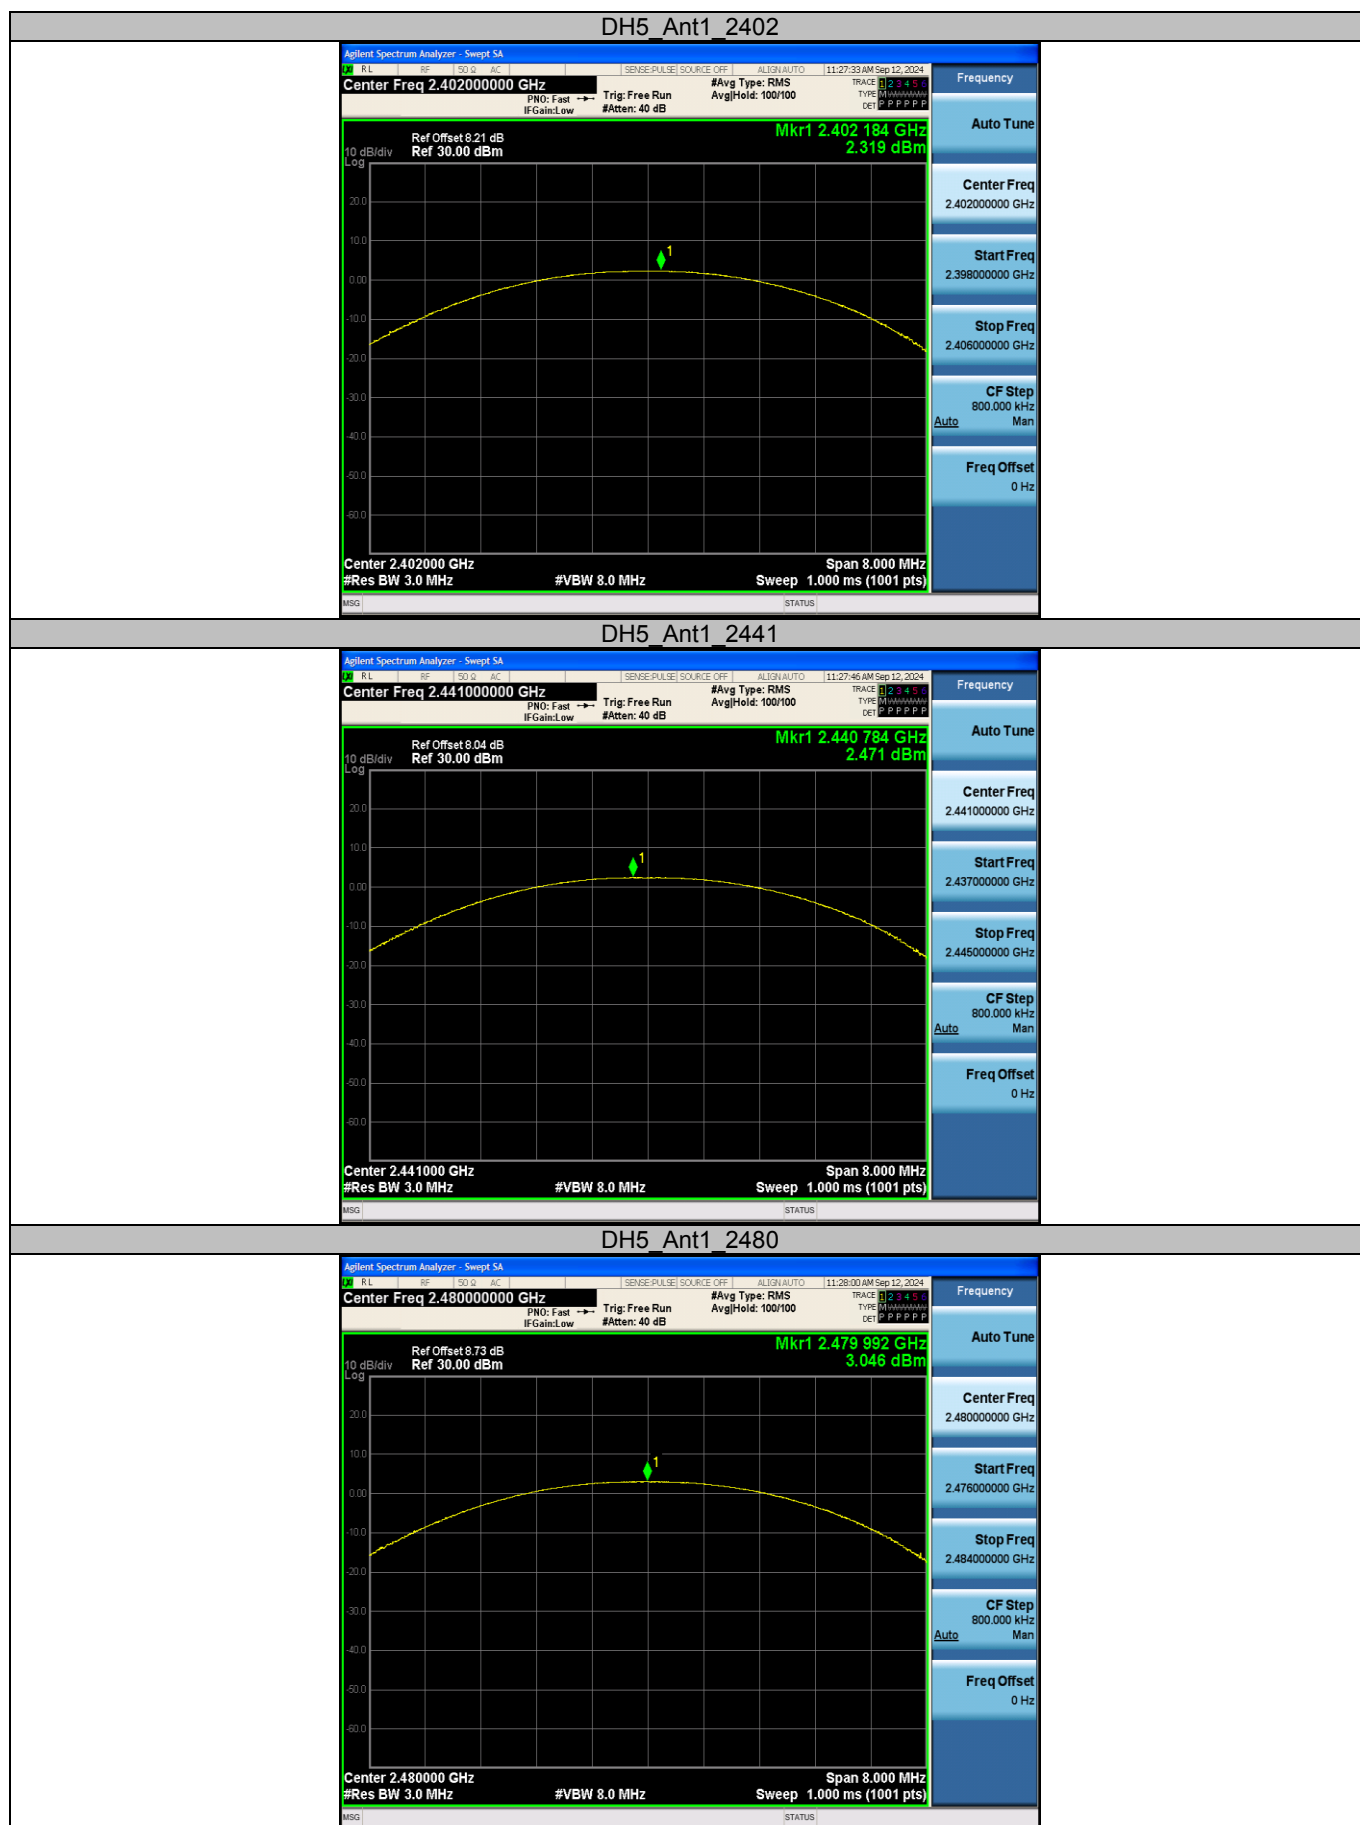 DH5_Ant1_2402
Agilent Spectrum Analyzer - Swept SA
RL RF 50 Ω AC SENSE:PULSE SOURCE OFF ALIGN AUTO 11:27:33 AM Sep 12, 2024
Center Freq 2.402000000 GHz
PNO: Fast
IFGain:Low
Trig: Free Run
#Atten: 40 dB
#Avg Type: RMS
Avg|Hold: 100/100
TRACE 1 2 3 4 5 6
TYPE M
DET P P P P P P
Frequency
Mkr1 2.402 184 GHz
2.319 dBm
Ref Offset 8.21 dB
10 dB/div Ref 30.00 dBm
Log
20.0
10.0
0.00
-10.0
-20.0
-30.0
-40.0
-50.0
-60.0
1
Center 2.402000 GHz Span 8.000 MHz
#Res BW 3.0 MHz #VBW 8.0 MHz Sweep 1.000 ms (1001 pts)
MSG STATUS
Auto Tune
Center Freq
2.402000000 GHz
Start Freq
2.398000000 GHz
Stop Freq
2.406000000 GHz
CF Step
800.000 kHz
Auto Man
Freq Offset
0 Hz
DH5_Ant1_2441
Agilent Spectrum Analyzer - Swept SA
RL RF 50 Ω AC SENSE:PULSE SOURCE OFF ALIGN AUTO 11:27:46 AM Sep 12, 2024
Center Freq 2.441000000 GHz
PNO: Fast
IFGain:Low
Trig: Free Run
#Atten: 40 dB
#Avg Type: RMS
Avg|Hold: 100/100
TRACE 1 2 3 4 5 6
TYPE M
DET P P P P P P
Frequency
Mkr1 2.440 784 GHz
2.471 dBm
Ref Offset 8.04 dB
10 dB/div Ref 30.00 dBm
Log
20.0
10.0
0.00
-10.0
-20.0
-30.0
-40.0
-50.0
-60.0
1
Center 2.441000 GHz Span 8.000 MHz
#Res BW 3.0 MHz #VBW 8.0 MHz Sweep 1.000 ms (1001 pts)
MSG STATUS
Auto Tune
Center Freq
2.441000000 GHz
Start Freq
2.437000000 GHz
Stop Freq
2.445000000 GHz
CF Step
800.000 kHz
Auto Man
Freq Offset
0 Hz
DH5_Ant1_2480
Agilent Spectrum Analyzer - Swept SA
RL RF 50 Ω AC SENSE:PULSE SOURCE OFF ALIGN AUTO 11:28:00 AM Sep 12, 2024
Center Freq 2.480000000 GHz
PNO: Fast
IFGain:Low
Trig: Free Run
#Atten: 40 dB
#Avg Type: RMS
Avg|Hold: 100/100
TRACE 1 2 3 4 5 6
TYPE M
DET P P P P P P
Frequency
Mkr1 2.479 992 GHz
3.046 dBm
Ref Offset 8.73 dB
10 dB/div Ref 30.00 dBm
Log
20.0
10.0
0.00
-10.0
-20.0
-30.0
-40.0
-50.0
-60.0
1
Center 2.480000 GHz Span 8.000 MHz
#Res BW 3.0 MHz #VBW 8.0 MHz Sweep 1.000 ms (1001 pts)
MSG STATUS
Auto Tune
Center Freq
2.480000000 GHz
Start Freq
2.476000000 GHz
Stop Freq
2.484000000 GHz
CF Step
800.000 kHz
Auto Man
Freq Offset
0 Hz